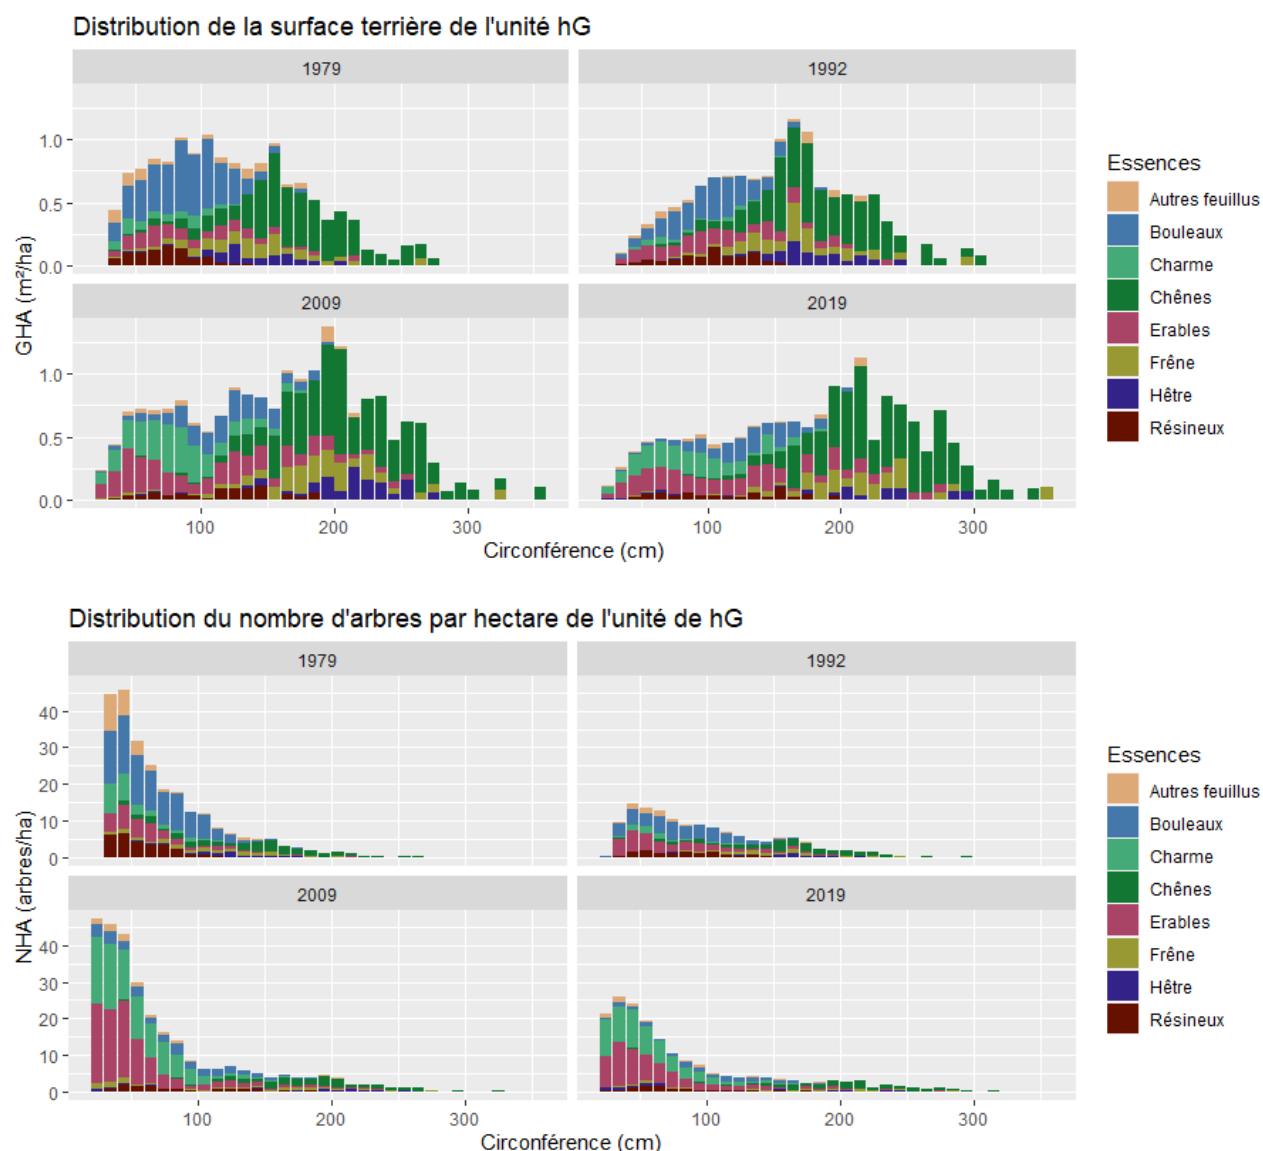 Distribution de la surface terrière de l'unité hG
1979
1992
1.0
0.5
0.0
2009
2019
1.0
0.5
0.0
100
200
300
100
200
300
GHA (m²/ha)
Circonférence (cm)
Essences
Autres feuillus
Bouleaux
Charme
Chênes
Erables
Frêne
Hêtre
Résineux
Distribution du nombre d'arbres par hectare de l'unité de hG
1979
1992
40
30
20
10
0
2009
2019
40
30
20
10
0
100
200
300
100
200
300
NHA (arbres/ha)
Circonférence (cm)
Essences
Autres feuillus
Bouleaux
Charme
Chênes
Erables
Frêne
Hêtre
Résineux